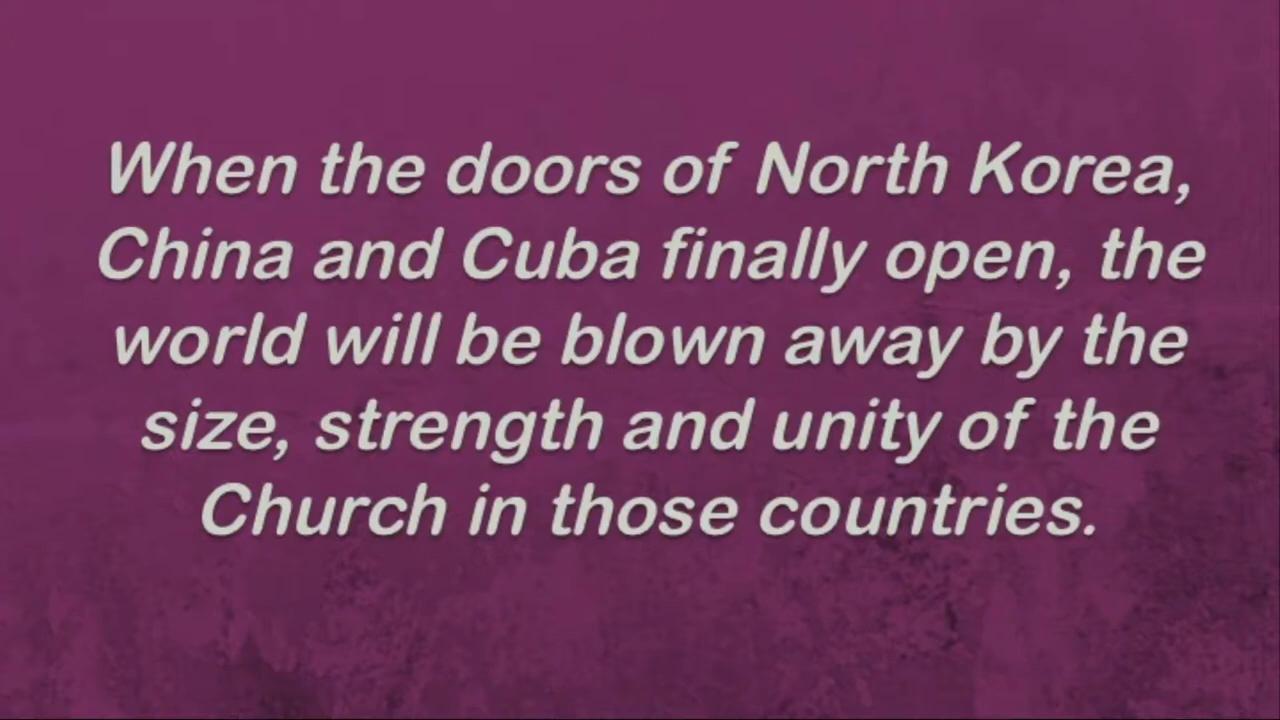 When the doors of North Korea,
China and Cuba finally open, the
world will be blown away by the
size, strength and unity of the
Church in those countries.